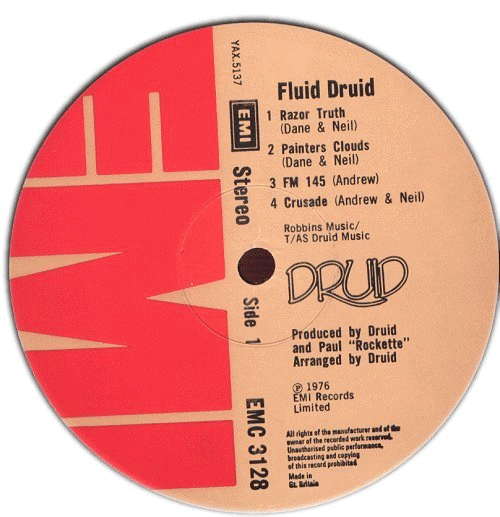 YAX.5137
EMI
Stereo
Side 1
EMC 3128
Fluid Druid
1 Razor Truth
(Dane & Neil)
2 Painters Clouds
(Dane & Neil)
3 FM 145 (Andrew)
4 Crusade (Andrew & Neil)
Robbins Music/
T/AS Druid Music
DRUID
Produced by Druid
and Paul "Rockette"
Arranged by Druid
℗ 1976
EMI Records
Limited
All rights of the manufacturer and of the
owner of the recorded work reserved.
Unauthorised public performance,
broadcasting and copying
of this record prohibited
Made in
Gt. Britain
EMI